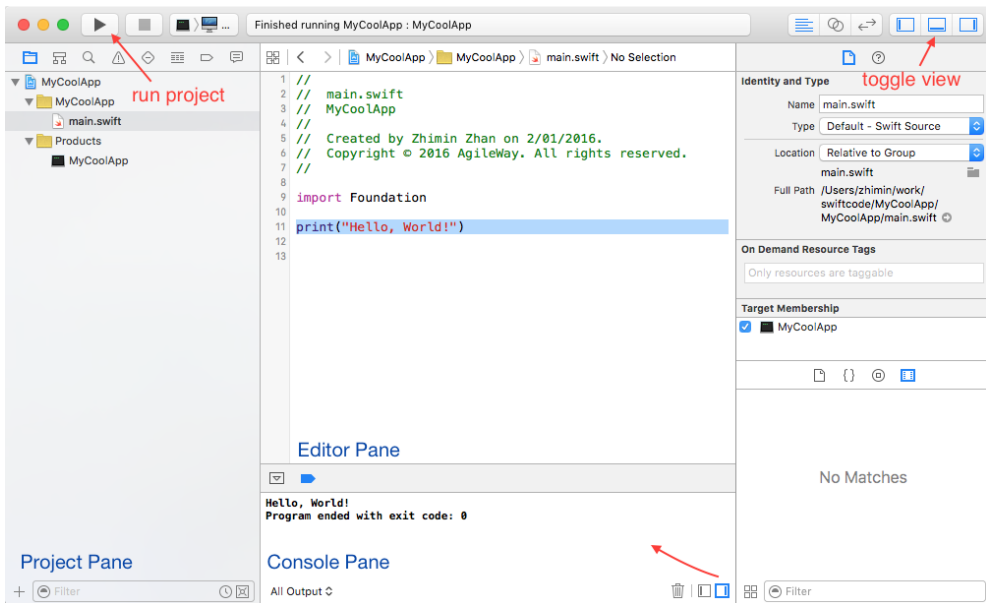 Finished running MyCoolApp : MyCoolApp
run project
toggle view
MyCoolApp
MyCoolApp
main.swift
Products
MyCoolApp
Project Pane
Filter
MyCoolApp
MyCoolApp
main.swift
No Selection
1 //
2 // main.swift
3 // MyCoolApp
4 //
5 // Created by Zhimin Zhan on 2/01/2016.
6 // Copyright © 2016 AgileWay. All rights reserved.
7 //
8
9 import Foundation
10
11 print("Hello, World!")
12
13
Editor Pane
Hello, World!
Program ended with exit code: 0
Console Pane
All Output
Identity and Type
Name main.swift
Type Default - Swift Source
Location Relative to Group
main.swift
Full Path /Users/zhimin/work/
swiftcode/MyCoolApp/
MyCoolApp/main.swift
On Demand Resource Tags
Only resources are taggable
Target Membership
MyCoolApp
{ }
No Matches
Filter